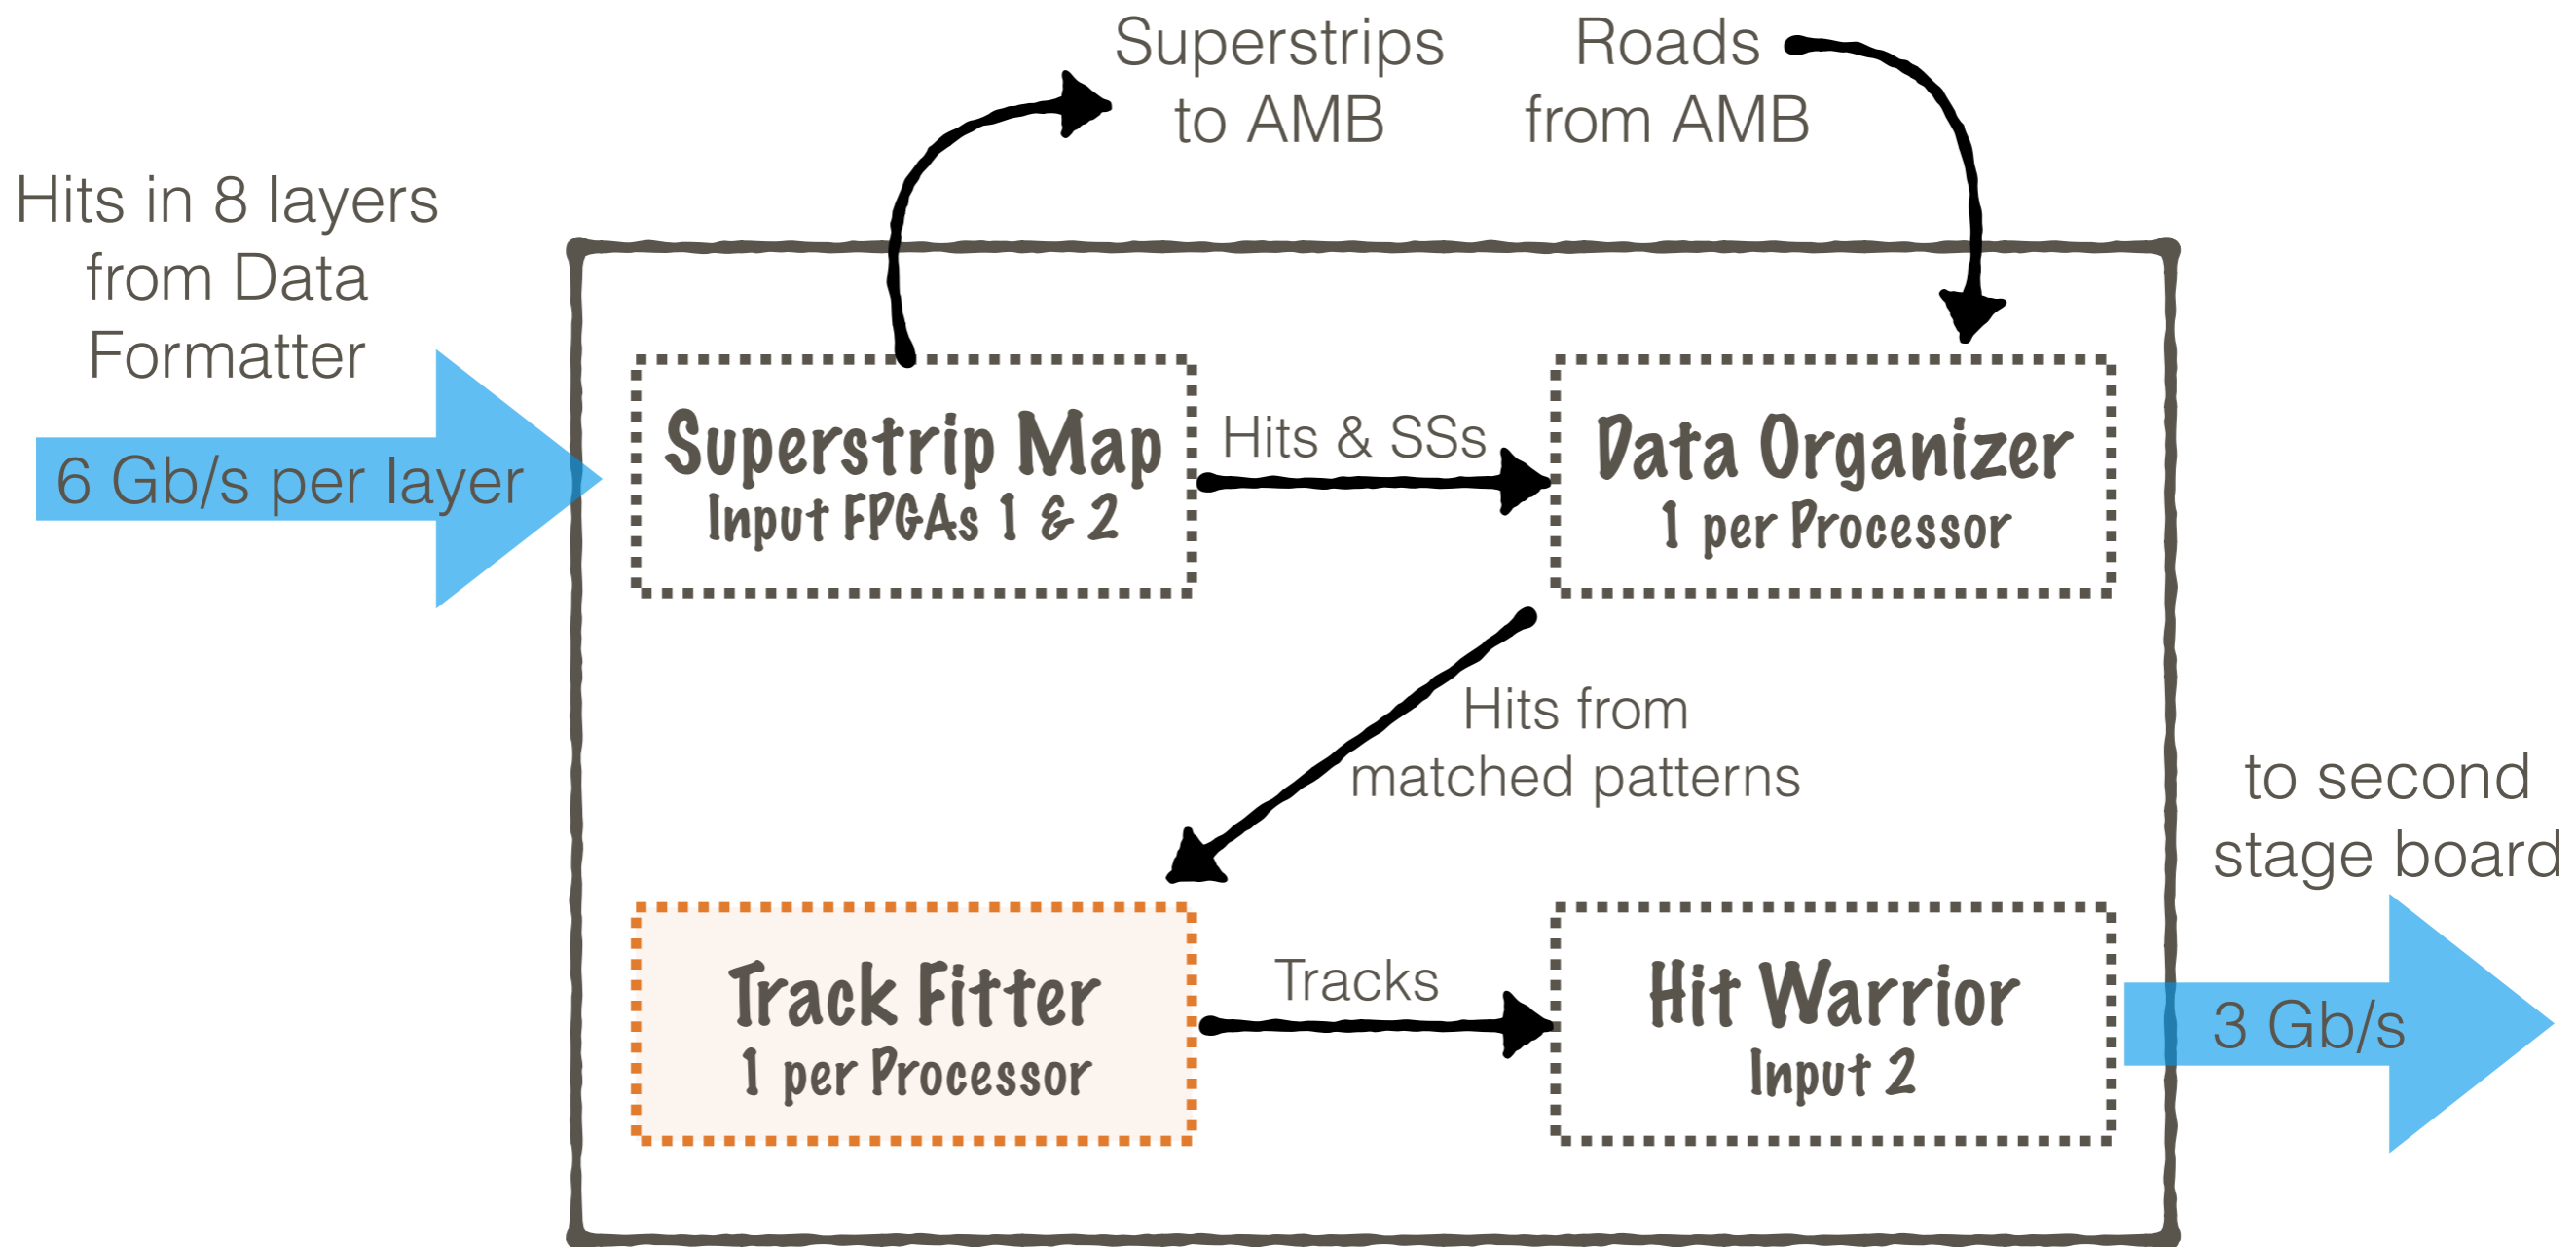 Superstrips
to AMB
Roads
from AMB
Hits in 8 layers
from Data
Formatter
6 Gb/s per layer
Superstrip Map
Input FPGAs 1 & 2
Hits & SSs
Data Organizer
1 per Processor
Hits from
matched patterns
Track Fitter
1 per Processor
Tracks
Hit Warrior
Input 2
to second
stage board
3 Gb/s